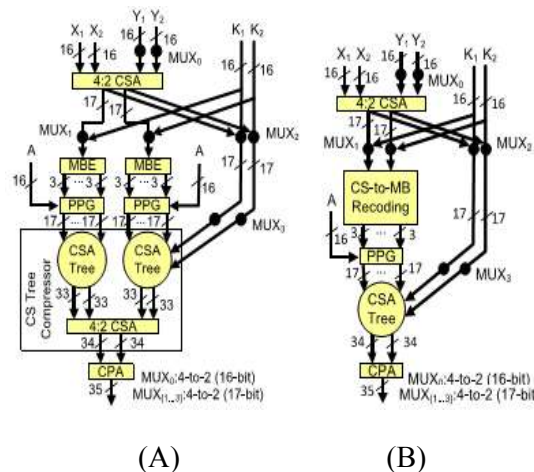 X1 X2 Y1 Y2 K1 K2
16 16 16 16 16 16
MUX0
4:2 CSA
17 17
MUX1 MUX2
A MBE MBE A
16 3 ... 3 3 ... 3 16
17 17
PPG PPG
17 ... 17 17 ... 17
MUX3
CS Tree Compressor
CSA Tree CSA Tree
33 33 33 33
4:2 CSA
34 34
CPA
35
MUX0:4-to-2 (16-bit)
MUX{1...3}:4-to-2 (17-bit)
(A)
X1 X2 Y1 Y2 K1 K2
16 16 16 16 16 16
MUX0
4:2 CSA
17 17
MUX1 MUX2
CS-to-MB Recoding
A
16
17 17
3 ... 3
PPG
17 ... 17
MUX3
CSA Tree
34 34
CPA
35
MUX0:4-to-2 (16-bit)
MUX{1...3}:4-to-2 (17-bit
(B)